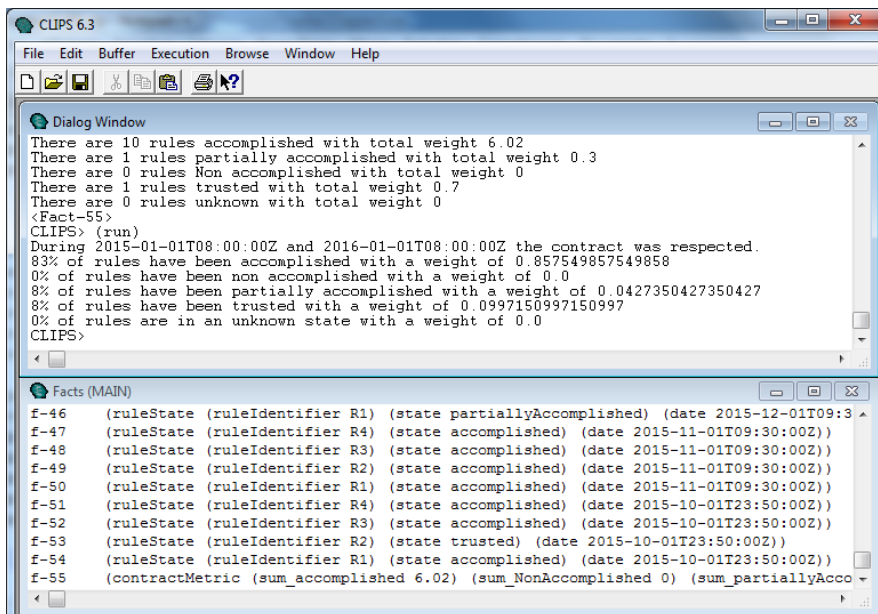 CLIPS 6.3
File Edit Buffer Execution Browse Window Help
Dialog Window
There are 10 rules accomplished with total weight 6.02
There are 1 rules partially accomplished with total weight 0.3
There are 0 rules Non accomplished with total weight 0
There are 1 rules trusted with total weight 0.7
There are 0 rules unknown with total weight 0
<Fact-55>
CLIPS> (run)
During 2015-01-01T08:00:00Z and 2016-01-01T08:00:00Z the contract was respected.
83% of rules have been accomplished with a weight of 0.857549857549858
0% of rules have been non accomplished with a weight of 0.0
8% of rules have been partially accomplished with a weight of 0.0427350427350427
8% of rules have been trusted with a weight of 0.0997150997150997
0% of rules are in an unknown state with a weight of 0.0
CLIPS>
Facts (MAIN)
f-46 (ruleState (ruleIdentifier R1) (state partiallyAccomplished) (date 2015-12-01T09:3
f-47 (ruleState (ruleIdentifier R4) (state accomplished) (date 2015-11-01T09:30:00Z))
f-48 (ruleState (ruleIdentifier R3) (state accomplished) (date 2015-11-01T09:30:00Z))
f-49 (ruleState (ruleIdentifier R2) (state accomplished) (date 2015-11-01T09:30:00Z))
f-50 (ruleState (ruleIdentifier R1) (state accomplished) (date 2015-11-01T09:30:00Z))
f-51 (ruleState (ruleIdentifier R4) (state accomplished) (date 2015-10-01T23:50:00Z))
f-52 (ruleState (ruleIdentifier R3) (state accomplished) (date 2015-10-01T23:50:00Z))
f-53 (ruleState (ruleIdentifier R2) (state trusted) (date 2015-10-01T23:50:00Z))
f-54 (ruleState (ruleIdentifier R1) (state accomplished) (date 2015-10-01T23:50:00Z))
f-55 (contractMetric (sum_accomplished 6.02) (sum_NonAccomplished 0) (sum_partiallyAcco